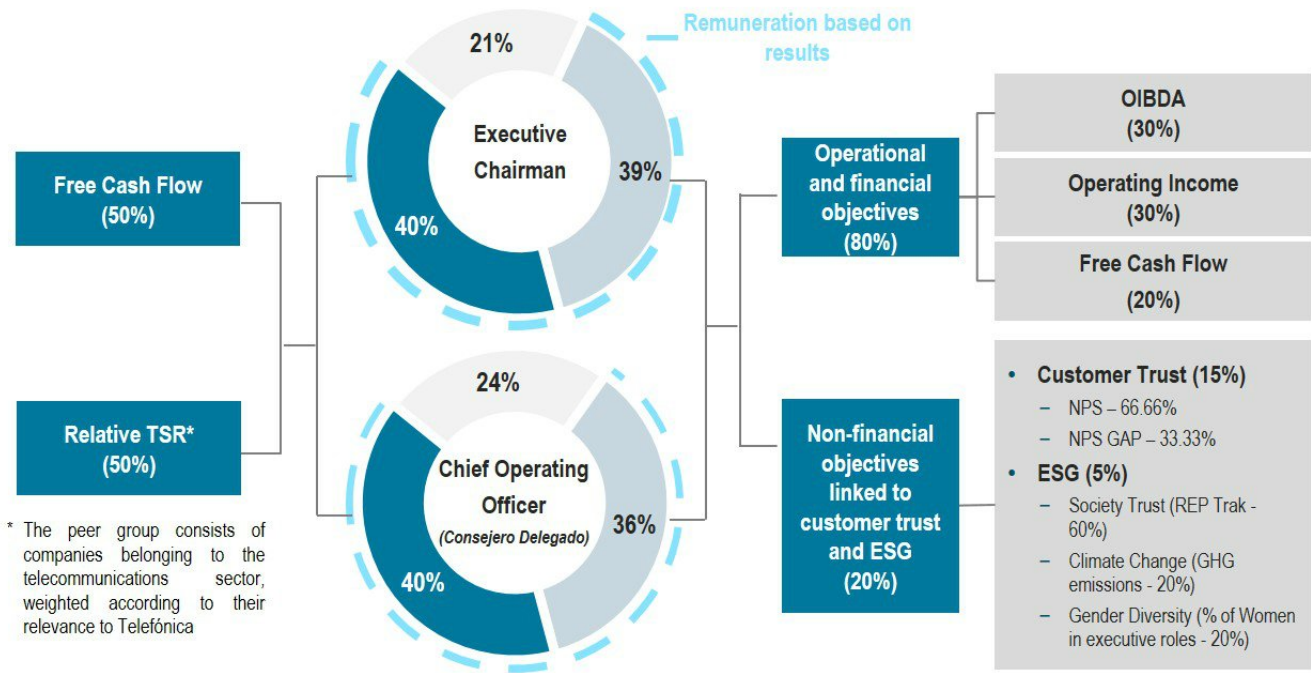 Remuneration based on
results
21%
Executive
Chairman
39%
40%
Free Cash Flow
(50%)
Relative TSR*
(50%)
* The peer group consists of
companies belonging to the
telecommunications sector,
weighted according to their
relevance to Telefónica
24%
Chief Operating
Officer
(Consejero Delegado)
36%
40%
Operational
and financial
objectives
(80%)
OIBDA
(30%)
Operating Income
(30%)
Free Cash Flow
(20%)
Non-financial
objectives
linked to
customer trust
and ESG
(20%)
• Customer Trust (15%)
– NPS – 66.66%
– NPS GAP – 33.33%
• ESG (5%)
– Society Trust (REP Trak -
60%)
– Climate Change (GHG
emissions - 20%)
– Gender Diversity (% of Women
in executive roles - 20%)